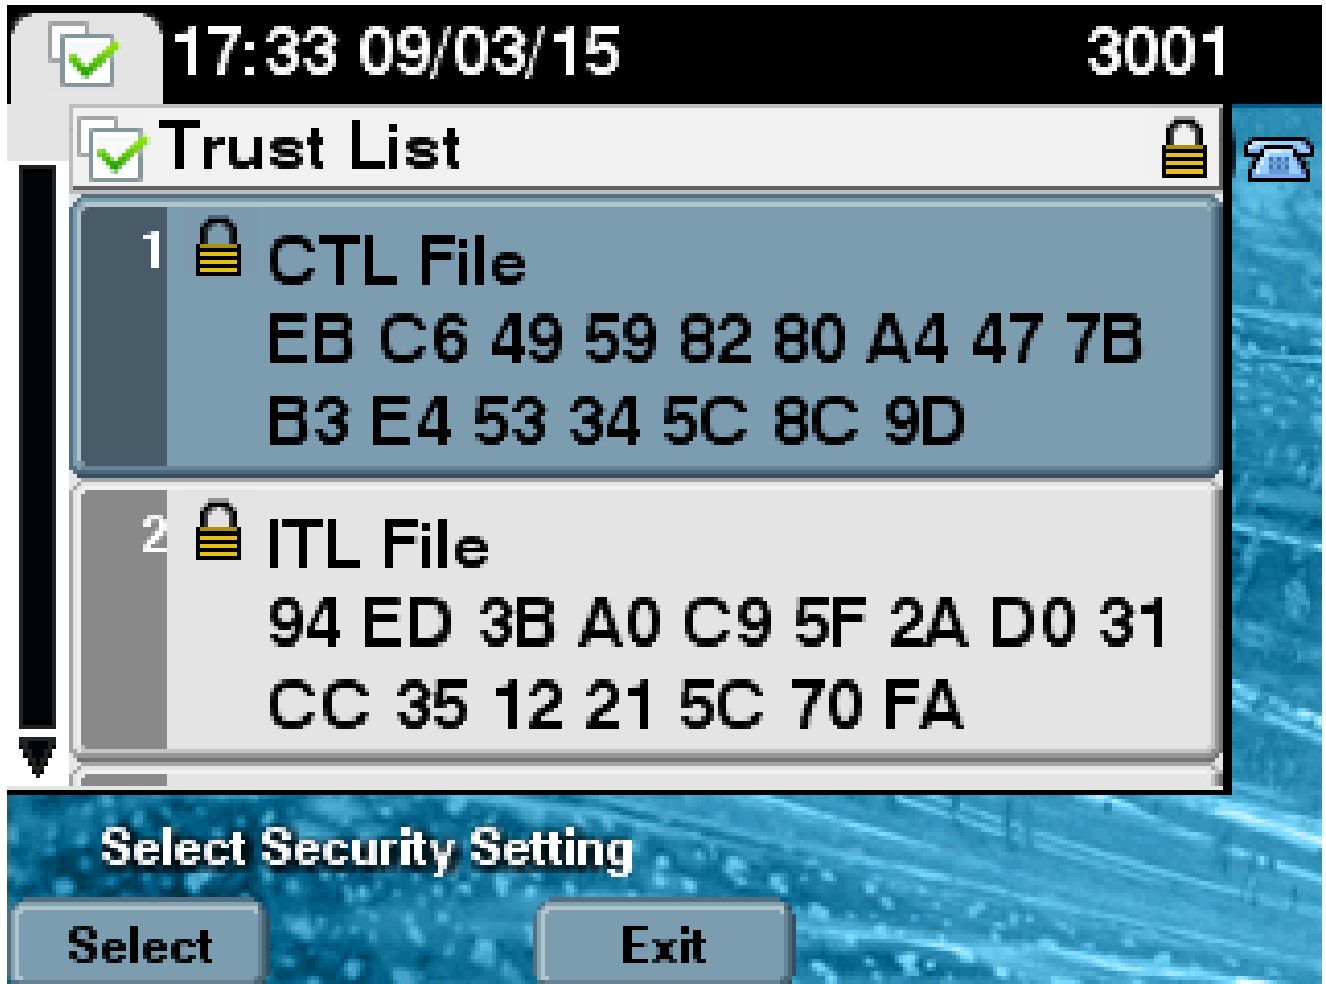 17:33 09/03/15 3001
Trust List
1 CTL File
EB C6 49 59 82 80 A4 47 7B
B3 E4 53 34 5C 8C 9D
2 ITL File
94 ED 3B A0 C9 5F 2A D0 31
CC 35 12 21 5C 70 FA
Select Security Setting
Select Exit